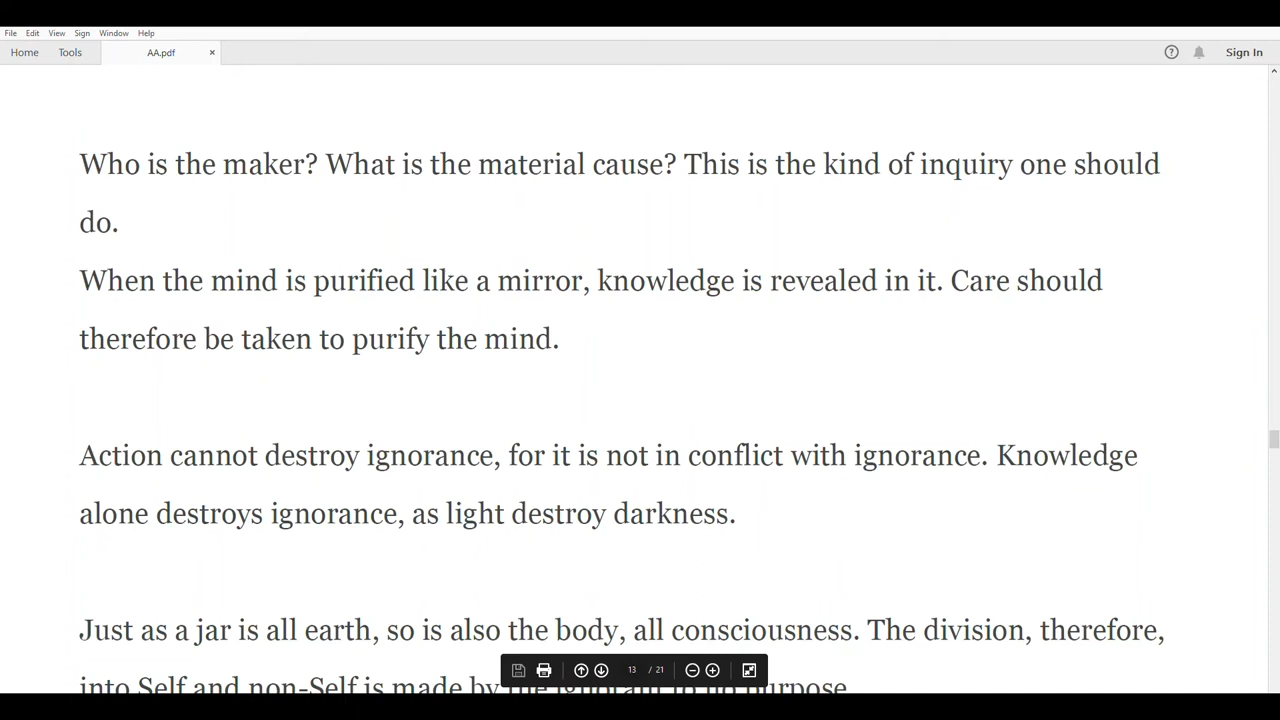 File Edit View Sign Window Help
Home Tools AA.pdf × ? Sign In
Who is the maker? What is the material cause? This is the kind of inquiry one should
do.
When the mind is purified like a mirror, knowledge is revealed in it. Care should
therefore be taken to purify the mind.
Action cannot destroy ignorance, for it is not in conflict with ignorance. Knowledge
alone destroys ignorance, as light destroy darkness.
Just as a jar is all earth, so is also the body, all consciousness. The division, therefore,
into Self and non-Self is made by the ignorant to no purpose.
13 / 21